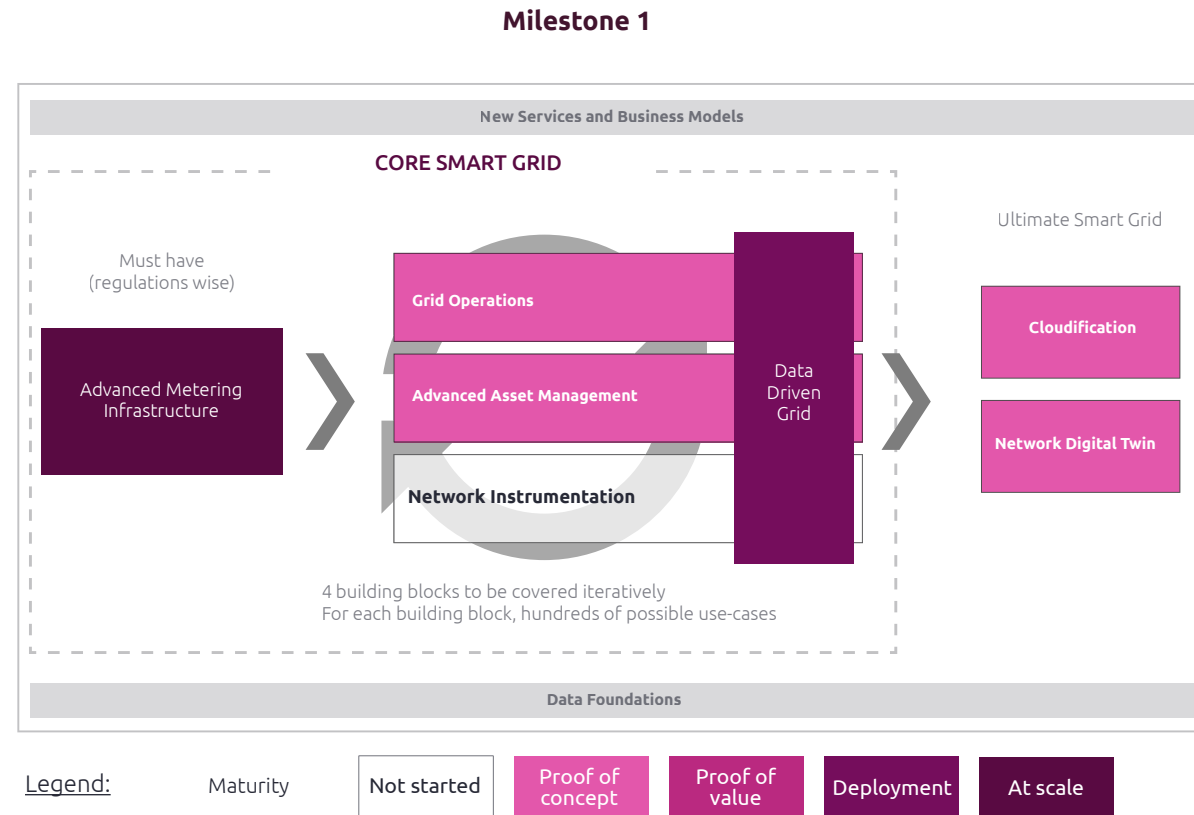 Milestone 1
New Services and Business Models
CORE SMART GRID
Must have
(regulations wise)
Advanced Metering
Infrastructure
Grid Operations
Advanced Asset Management
Network Instrumentation
Data
Driven
Grid
4 building blocks to be covered iteratively
For each building block, hundreds of possible use-cases
Ultimate Smart Grid
Cloudification
Network Digital Twin
Data Foundations
Legend:
Maturity
Not started
Proof of
concept
Proof of
value
Deployment
At scale